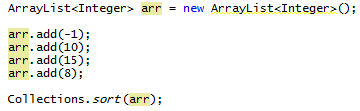 ArrayList<Integer> arr = new ArrayList<Integer>();
arr.add(-1);
arr.add(10);
arr.add(15);
arr.add(8);
Collections.sort(arr);